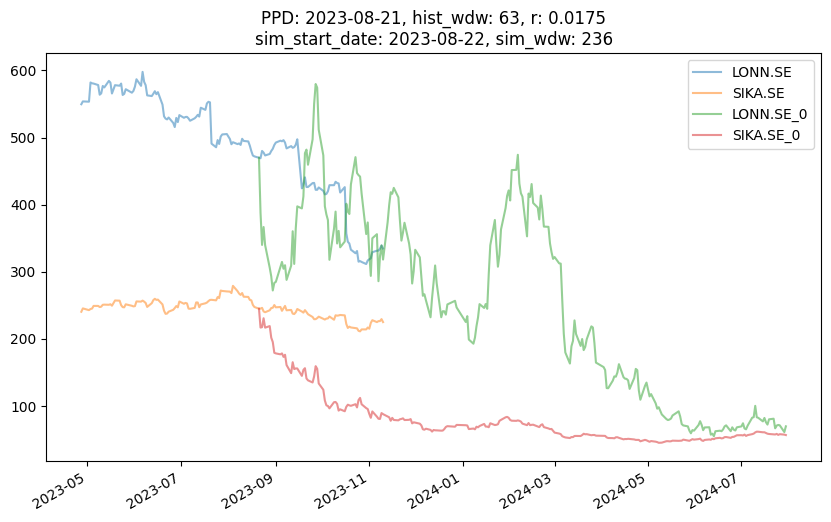 PPD: 2023-08-21, hist_wdw: 63, r: 0.0175
sim_start_date: 2023-08-22, sim_wdw: 236
600
500
400
300
200
100
LONN.SE
SIKA.SE
LONN.SE_0
SIKA.SE_0
2023-05
2023-07
2023-09
2023-11
2024-01
2024-03
2024-05
2024-07